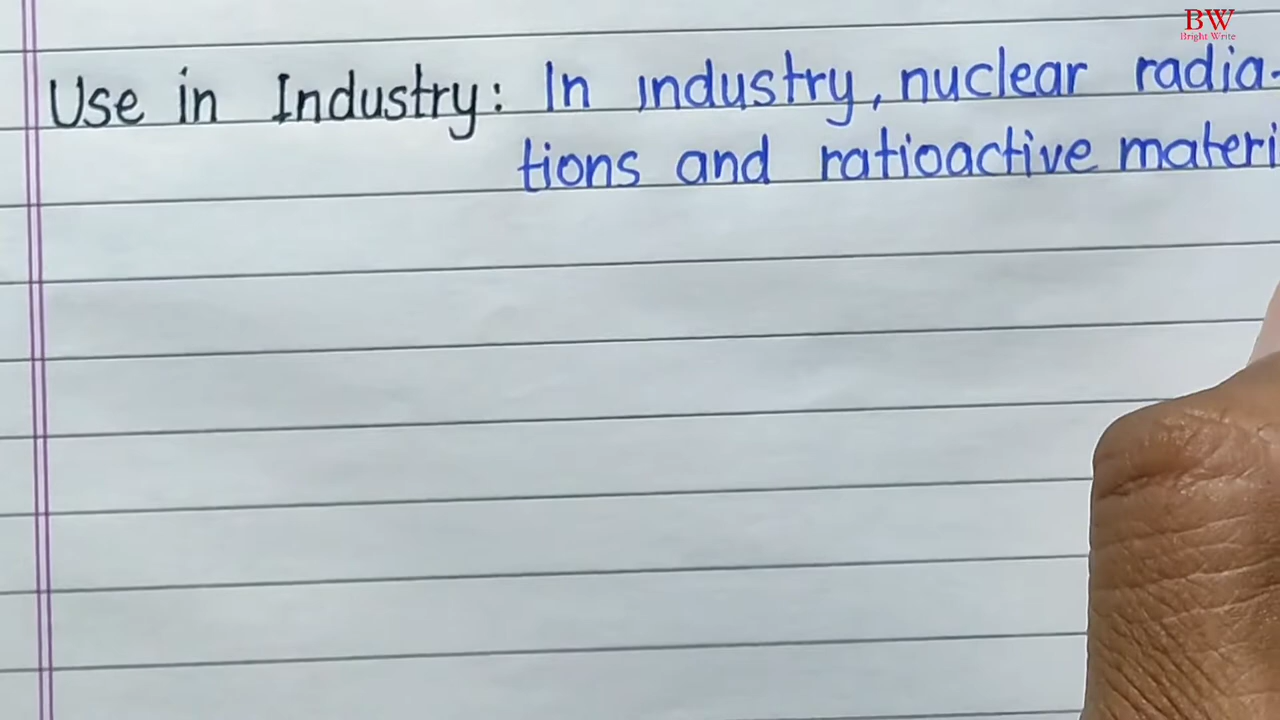 BW
Bright Write
Use in Industry: In industry, nuclear radia-
tions and ratioactive materi